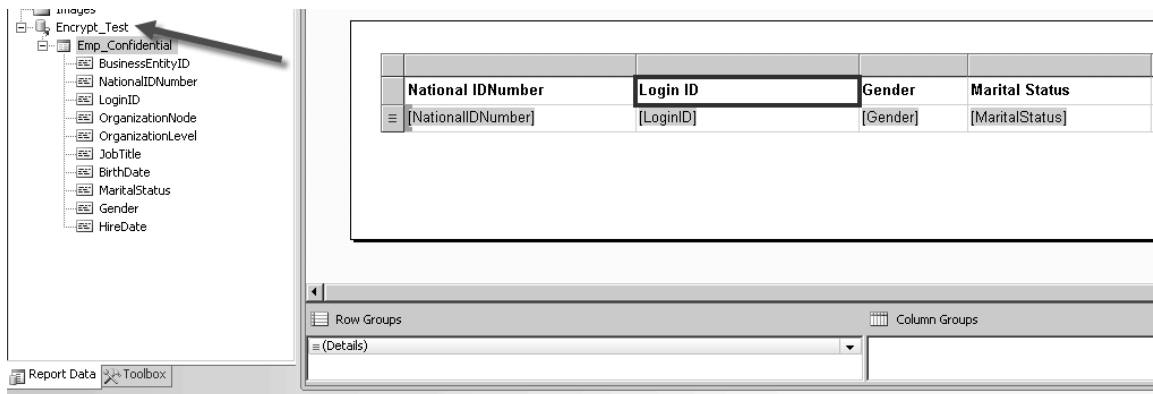 Images
Encrypt_Test
Emp_Confidential
BusinessEntityID
NationalIDNumber
LoginID
OrganizationNode
OrganizationLevel
JobTitle
BirthDate
MaritalStatus
Gender
HireDate
Report Data Toolbox
National IDNumber Login ID Gender Marital Status
[NationalIDNumber] [LoginID] [Gender] [MaritalStatus]
Row Groups Column Groups
(Details)